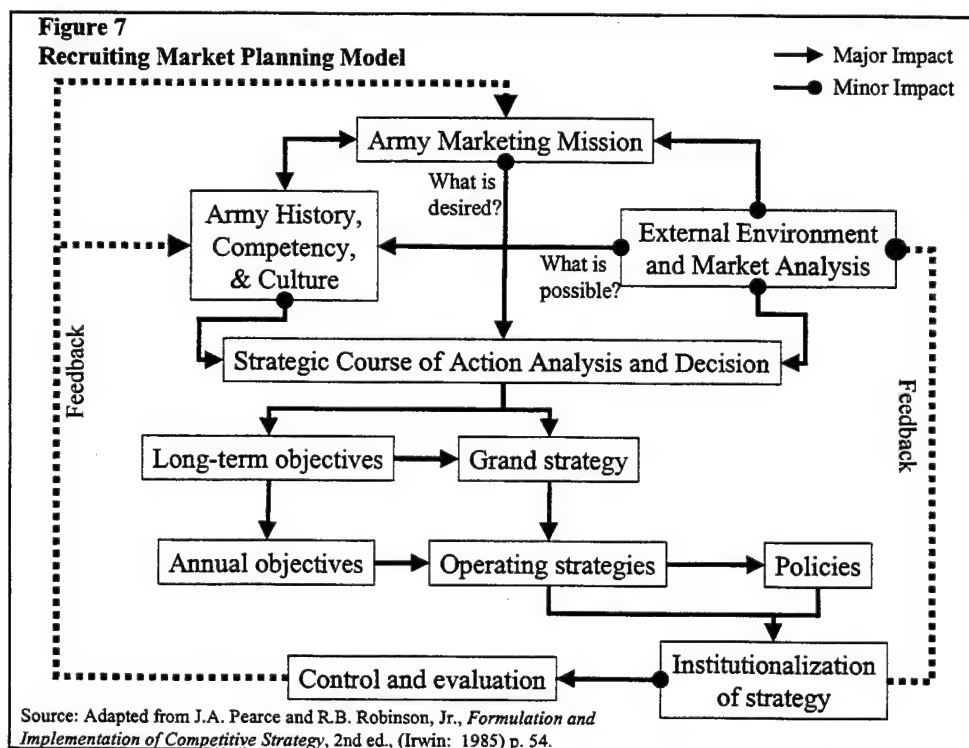 Figure 7
Recruiting Market Planning Model
Major Impact
Minor Impact
Army Marketing Mission
What is
desired?
Army History,
Competency,
& Culture
External Environment
and Market Analysis
What is
possible?
Strategic Course of Action Analysis and Decision
Feedback
Feedback
Long-term objectives
Grand strategy
Annual objectives
Operating strategies
Policies
Control and evaluation
Institutionalization
of strategy
Source: Adapted from J.A. Pearce and R.B. Robinson, Jr., Formulation and
Implementation of Competitive Strategy, 2nd ed., (Irwin: 1985) p. 54.